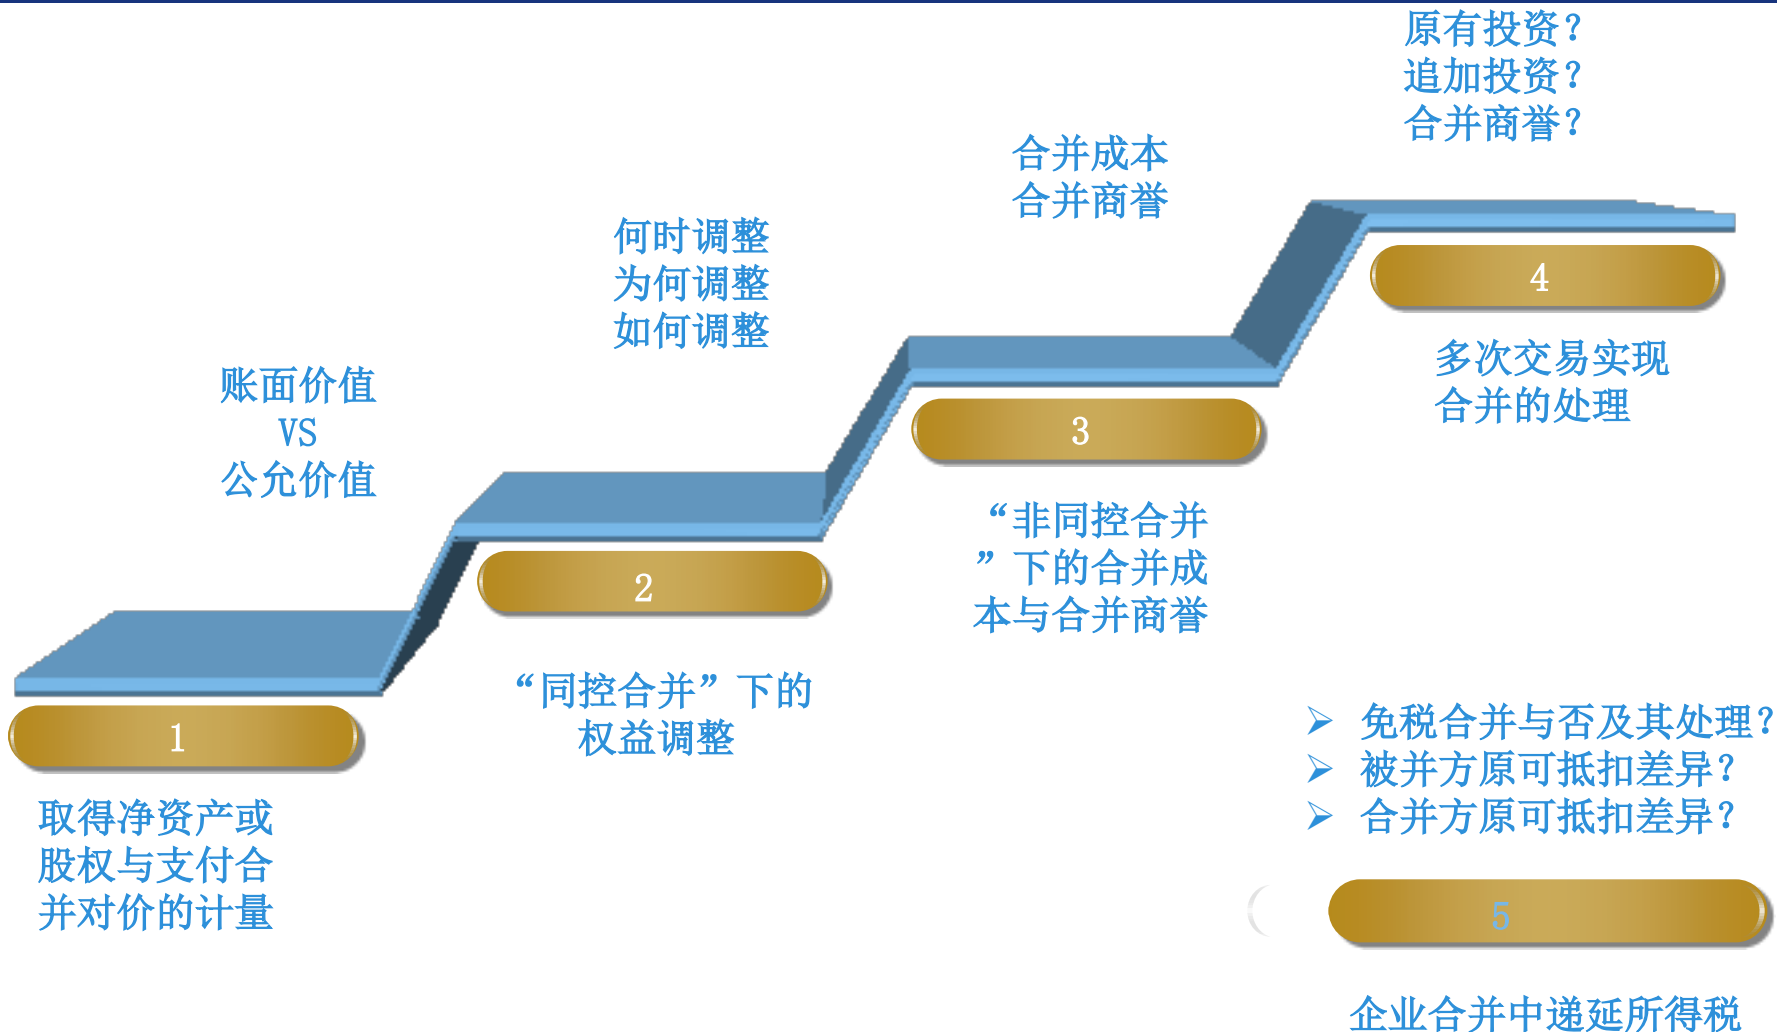 账面价值
VS
公允价值
1
取得净资产或
股权与支付合
并对价的计量
何时调整
为何调整
如何调整
2
“同控合并”下的
权益调整
合并成本
合并商誉
3
“非同控合并
”下的合并成
本与合并商誉
原有投资?
追加投资?
合并商誉?
4
多次交易实现
合并的处理
➢ 免税合并与否及其处理?
➢ 被并方原可抵扣差异?
➢ 合并方原可抵扣差异?
5
企业合并中递延所得税